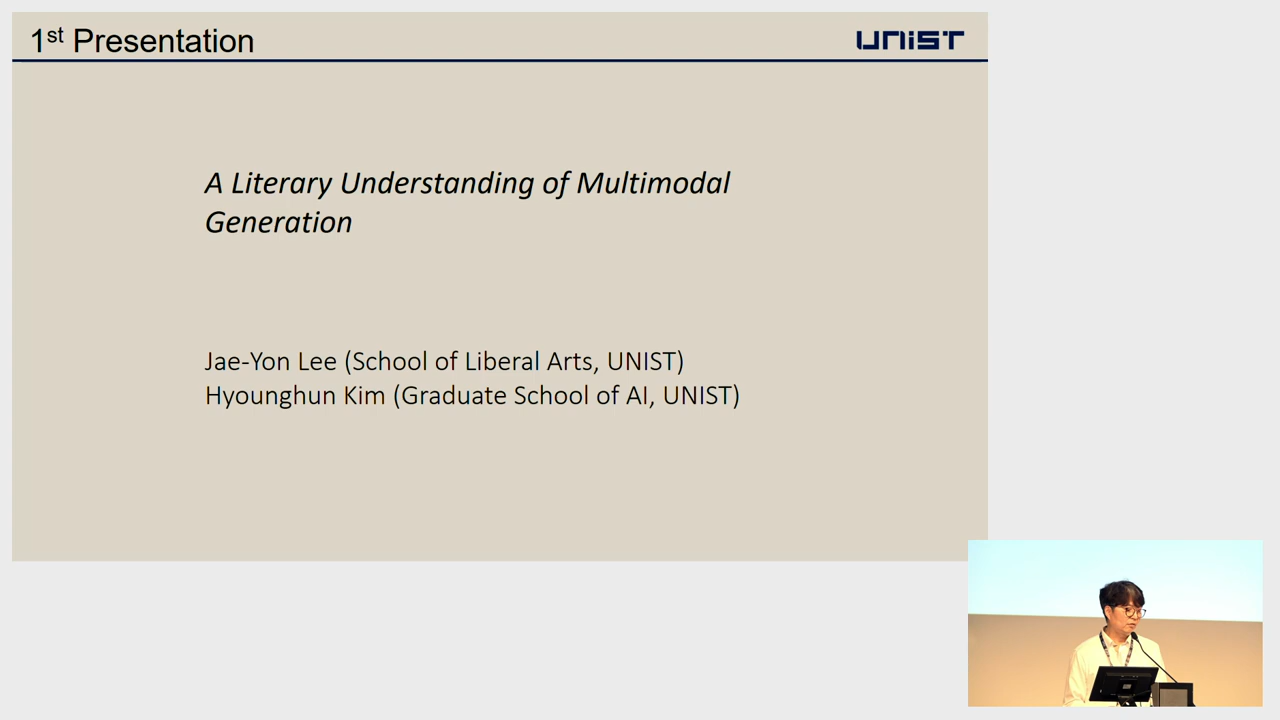 1st Presentation
UNIST
A Literary Understanding of Multimodal
Generation
Jae-Yon Lee (School of Liberal Arts, UNIST)
Hyounghun Kim (Graduate School of AI, UNIST)